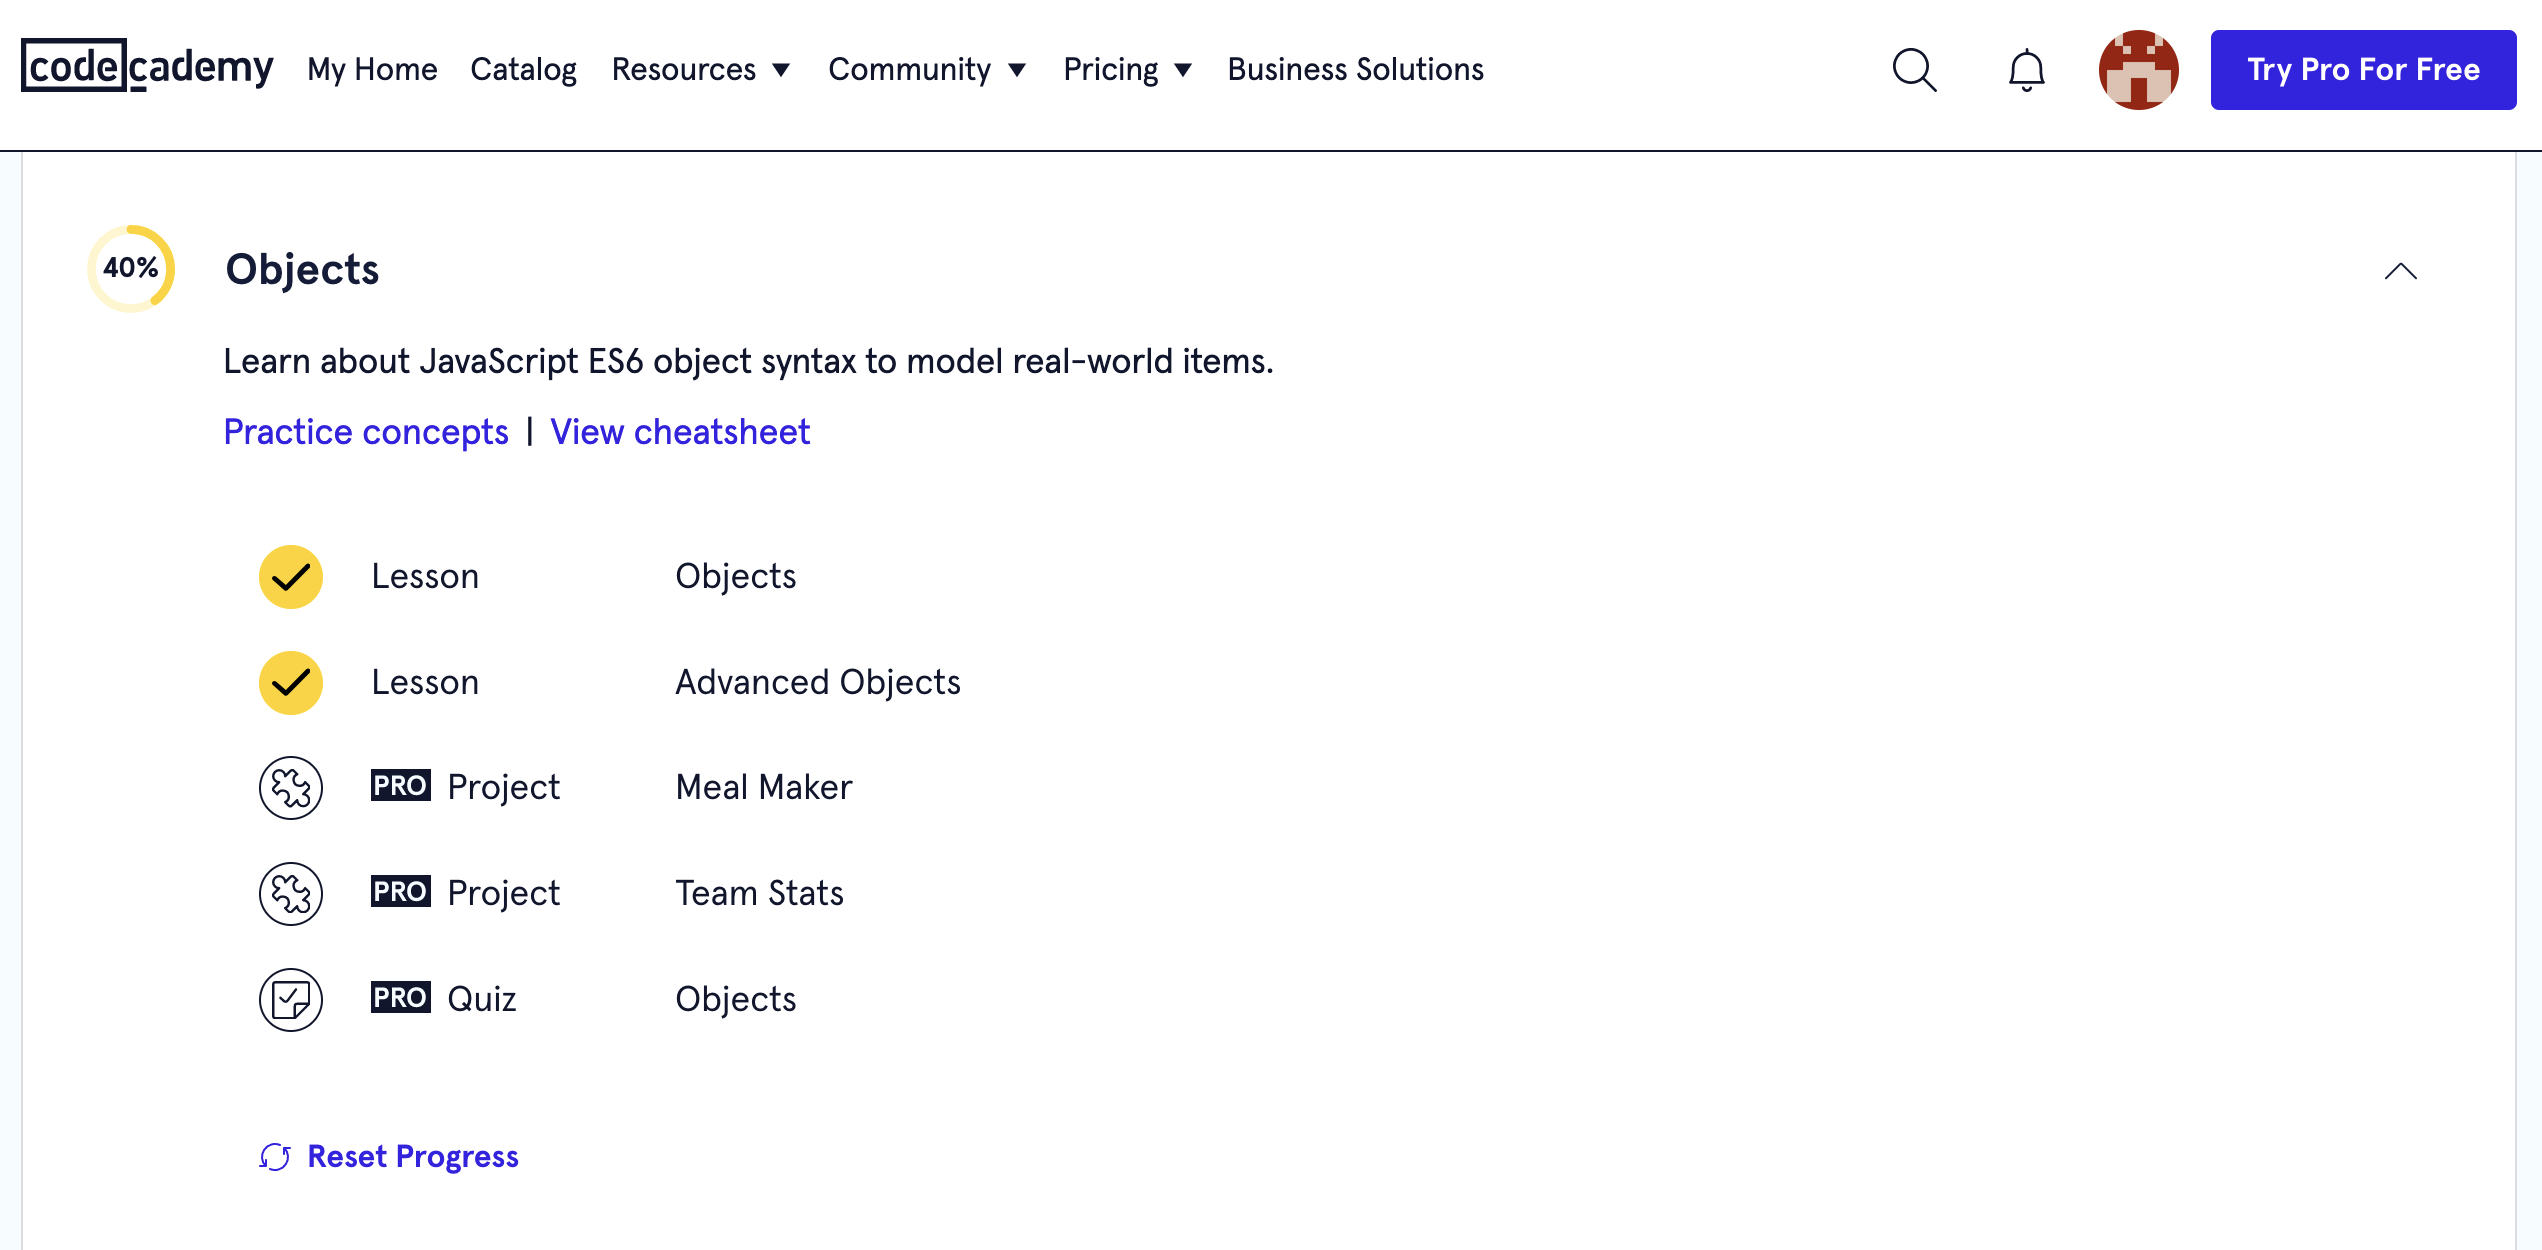 codecademy My Home Catalog Resources Community Pricing Business Solutions Try Pro For Free
40% Objects
Learn about JavaScript ES6 object syntax to model real-world items.
Practice concepts | View cheatsheet
Lesson Objects
Lesson Advanced Objects
PRO Project Meal Maker
PRO Project Team Stats
PRO Quiz Objects
Reset Progress